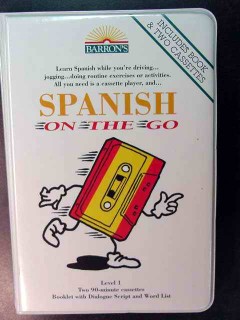 BARRON'S
INCLUDES BOOK
& TWO CASSETTES
Learn Spanish while you're driving...
jogging...doing routine exercises or activities.
All you need is a cassette player, and...
SPANISH
ON THE GO
Level 1
Two 90-minute cassettes
Booklet with Dialogue Script and Word List